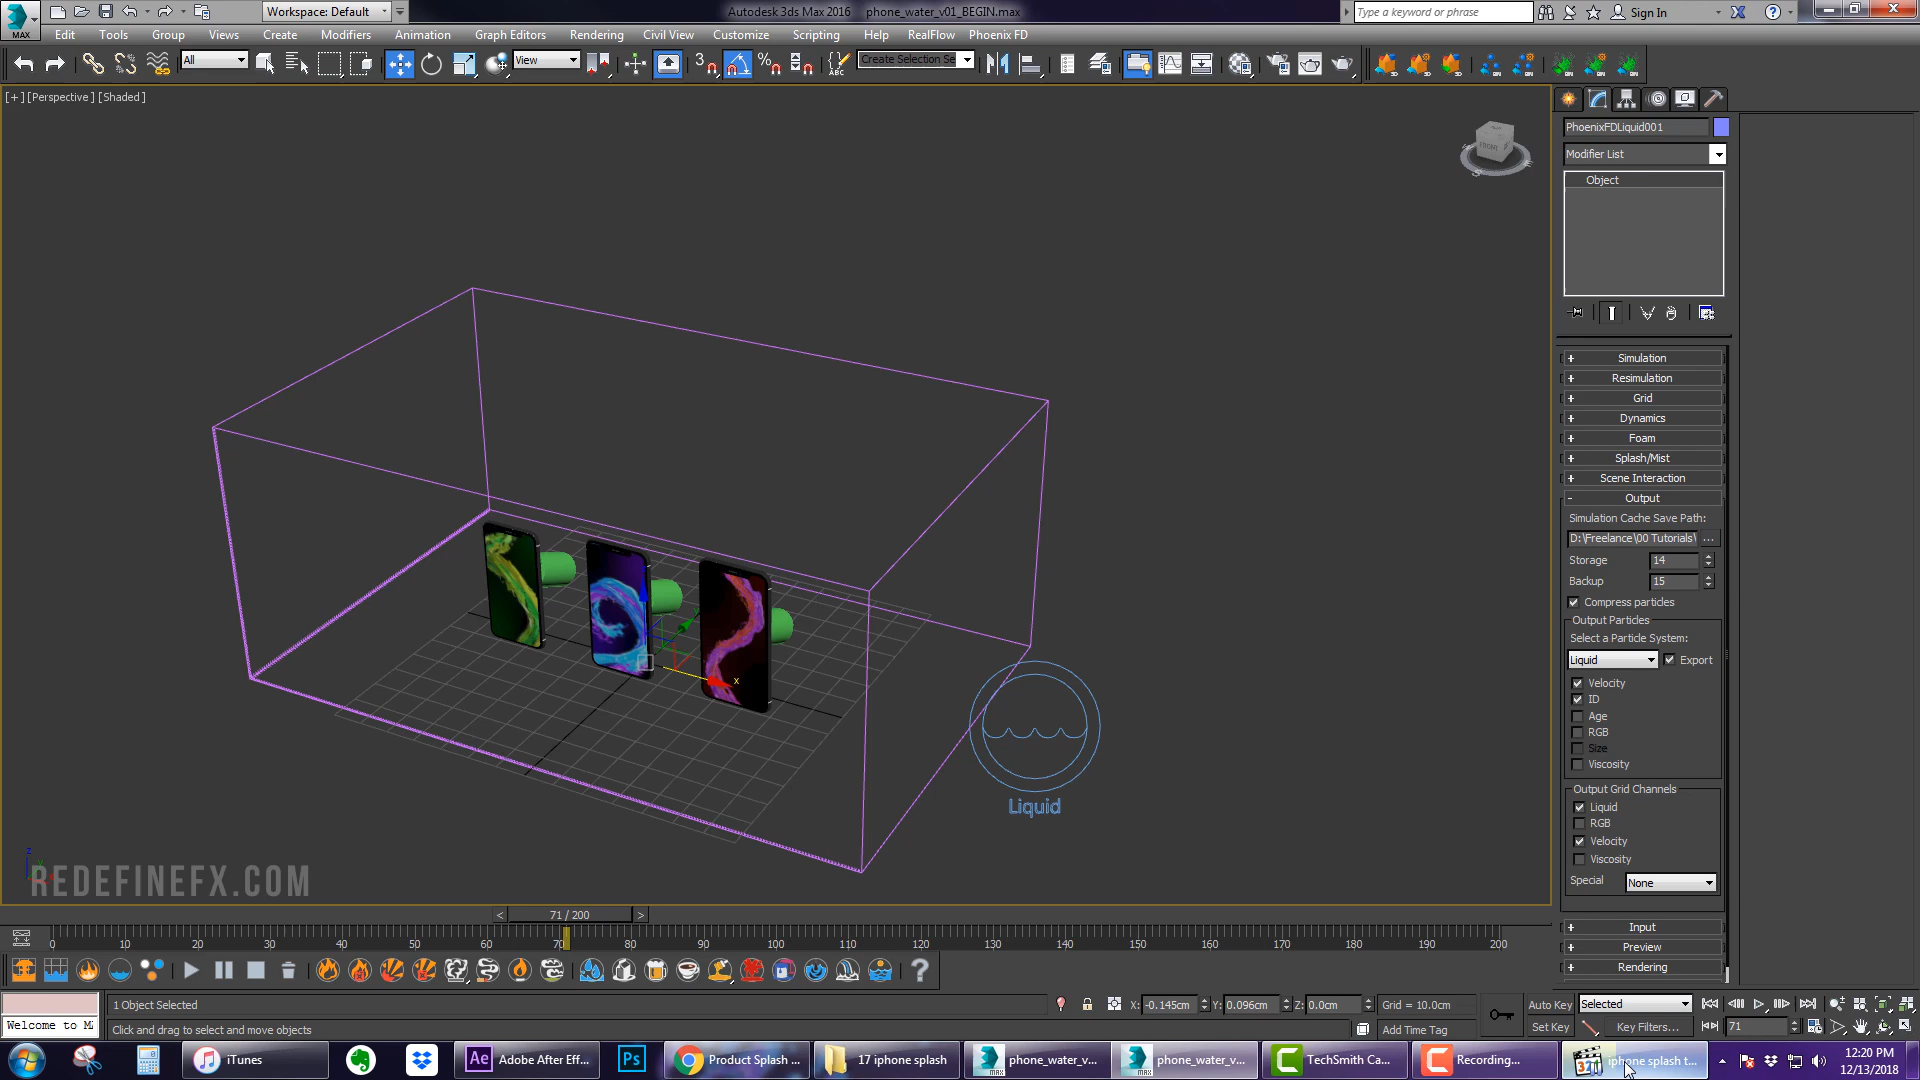 Workspace: Default
Autodesk 3ds Max 2016 phone_water_v01_BEGIN.max
Type a keyword or phrase
Sign In
MAX
Edit Tools Group Views Create Modifiers Animation Graph Editors Rendering Civil View Customize Scripting Help RealFlow Phoenix FD
All
View
3
ABC
Create Selection Se
[+] [Perspective] [Shaded]
FRONT
PhoenixFDLiquid001
Modifier List
Object
+ Simulation
+ Resimulation
+ Grid
+ Dynamics
+ Foam
+ Splash/Mist
+ Scene Interaction
- Output
Simulation Cache Save Path:
D:\Freelance\00 Tutorials\ ...
Storage 14
Backup 15
Compress particles
Output Particles
Select a Particle System:
Liquid Export
Velocity
ID
Age
RGB
Size
Viscosity
Output Grid Channels
Liquid
RGB
Velocity
Viscosity
Special None
+ Input
+ Preview
+ Rendering
x
Liquid
z
REDEFINEFX.COM
< 71 / 200 >
0 10 20 30 40 50 60 70 80 90 100 110 120 130 140 150 160 170 180 190 200
1 Object Selected
X: -0.145cm Y: 0.096cm Z: 0.0cm Grid = 10.0cm
Auto Key Selected
Welcome to M
Click and drag to select and move objects
Add Time Tag
Set Key Key Filters...
71
iTunes
Ae Adobe After Eff...
Ps
Product Splash ...
17 iphone splash
MAX phone_water_v...
MAX phone_water_v...
TechSmith Ca...
Recording...
321 iphone splash t...
12:20 PM
12/13/2018